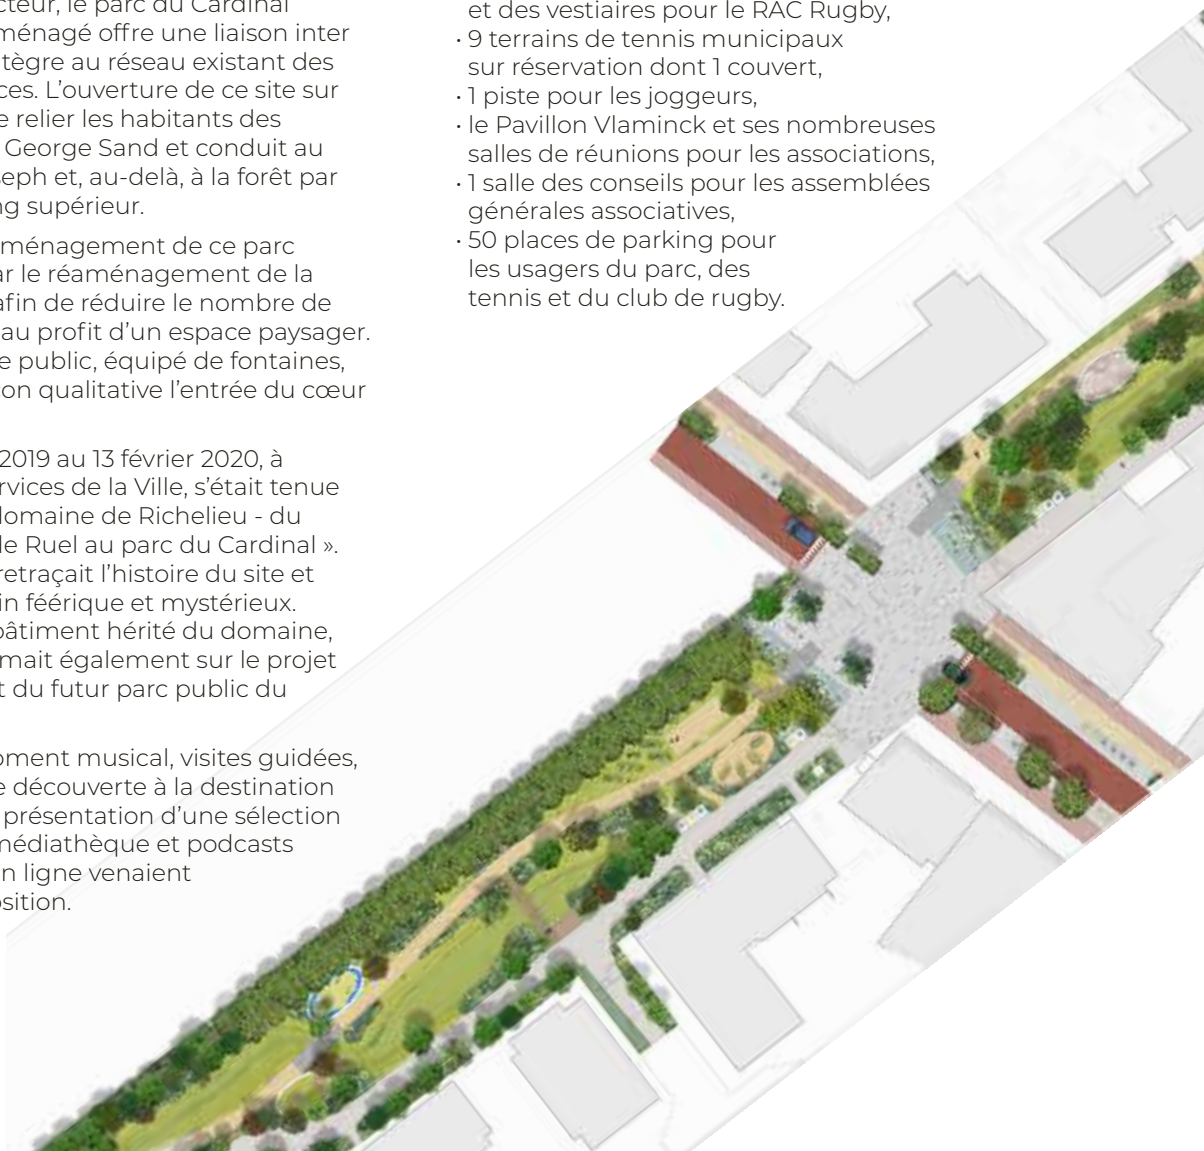 cteur, le parc du Cardinal
ménagé offre une liaison inter
tègre au réseau existant des
ces. L’ouverture de ce site sur
e relier les habitants des
George Sand et conduit au
seph et, au-delà, à la forêt par
ng supérieur.
aménagement de ce parc
ar le réaménagement de la
afin de réduire le nombre de
au profit d’un espace paysager.
e public, équipé de fontaines,
çon qualitative l’entrée du cœur
2019 au 13 février 2020, à
rvices de la Ville, s’était tenue
domaine de Richelieu - du
de Ruel au parc du Cardinal ».
retraçait l’histoire du site et
in féérique et mystérieux.
bâtiment hérité du domaine,
mait également sur le projet
t du futur parc public du
oment musical, visites guidées,
e découverte à la destination
présentation d’une sélection
médiathèque et podcasts
n ligne venaient
osition.
et des vestiaires pour le RAC Rugby,
· 9 terrains de tennis municipaux
sur réservation dont 1 couvert,
· 1 piste pour les joggeurs,
· le Pavillon Vlaminck et ses nombreuses
salles de réunions pour les associations,
· 1 salle des conseils pour les assemblées
générales associatives,
· 50 places de parking pour
les usagers du parc, des
tennis et du club de rugby.